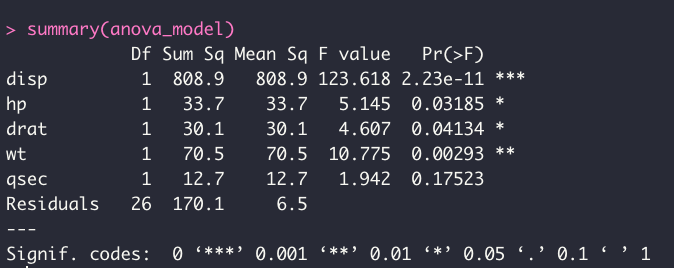 > summary(anova_model)
            Df Sum Sq Mean Sq F value   Pr(>F)
disp         1  808.9   808.9 123.618 2.23e-11 ***
hp           1   33.7    33.7   5.145  0.03185 *
drat         1   30.1    30.1   4.607  0.04134 *
wt           1   70.5    70.5  10.775  0.00293 **
qsec         1   12.7    12.7   1.942  0.17523
Residuals   26  170.1     6.5
---
Signif. codes:  0 ‘***’ 0.001 ‘**’ 0.01 ‘*’ 0.05 ‘.’ 0.1 ‘ ’ 1